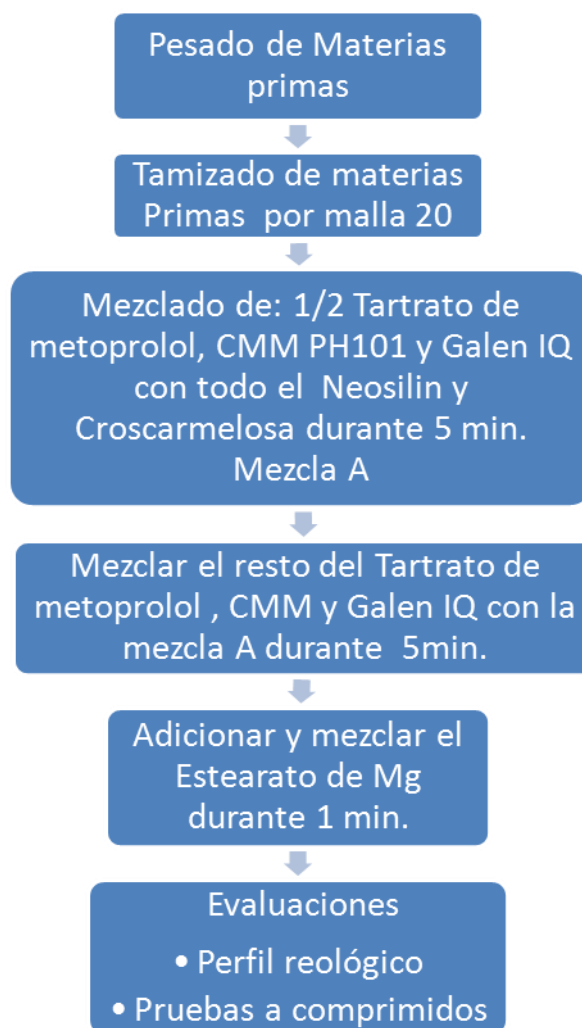 Pesado de Materias
primas
Tamizado de materias
Primas por malla 20
Mezclado de: 1/2 Tartrato de
metoprolol, CMM PH101 y Galen IQ
con todo el Neosilin y
Croscarmelosa durante 5 min.
Mezcla A
Mezclar el resto del Tartrato de
metoprolol , CMM y Galen IQ con la
mezcla A durante 5min.
Adicionar y mezclar el
Estearato de Mg
durante 1 min.
Evaluaciones
• Perfil reológico
• Pruebas a comprimidos